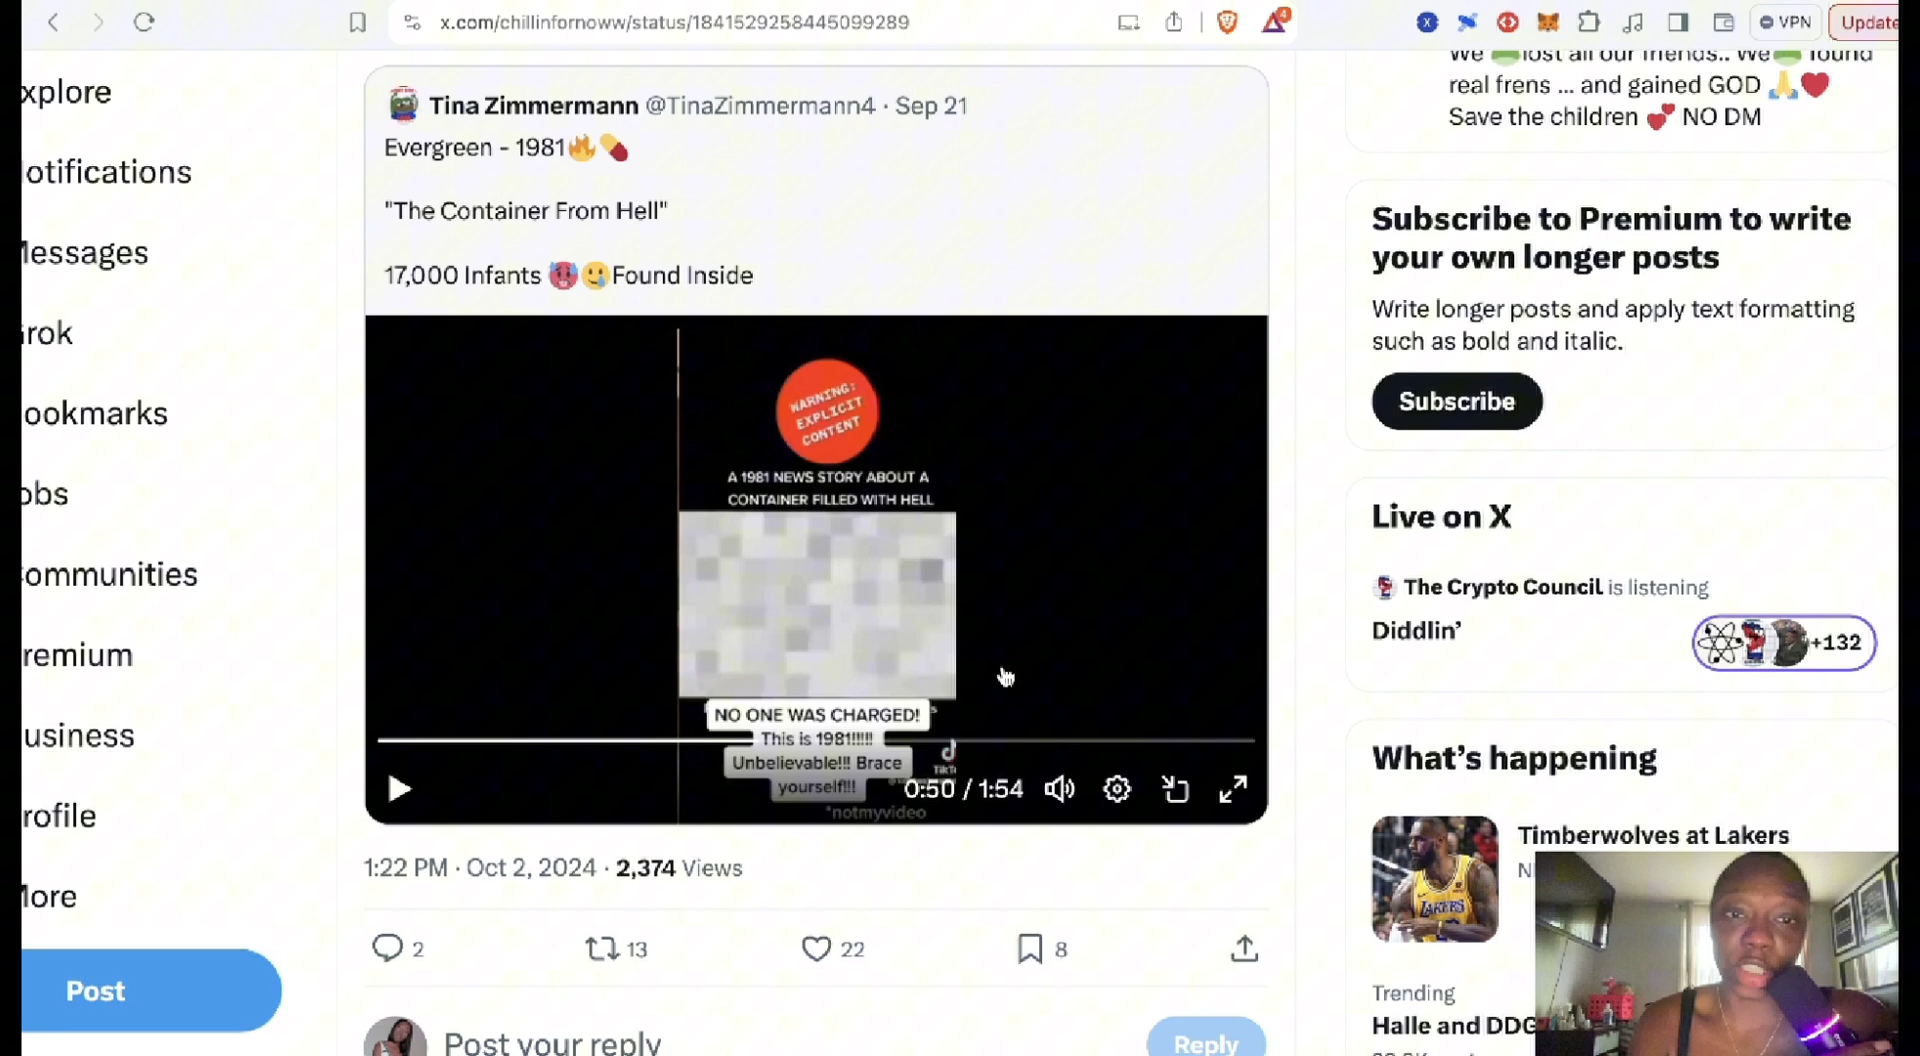 x.com/chillinfornoww/status/1841529258445099289
4
VPN
Update
xplore
otifications
essages
rok
ookmarks
obs
ommunities
remium
usiness
rofile
ore
Post
Tina Zimmermann @TinaZimmermann4 · Sep 21
Evergreen - 1981🔥💊
"The Container From Hell"
17,000 Infants 🥵🥲Found Inside
WARNING:
EXPLICIT
CONTENT
A 1981 NEWS STORY ABOUT A
CONTAINER FILLED WITH HELL
NO ONE WAS CHARGED!
This is 1981!!!!!
Unbelievable!!! Brace
yourself!!!
TikT
0:50 / 1:54
*notmyvideo
1:22 PM · Oct 2, 2024 · 2,374 Views
2
13
22
8
Post your reply
Reply
We lost all our friends.. We found
real frens ... and gained GOD 🙏❤️
Save the children 💕 NO DM
Subscribe to Premium to write
your own longer posts
Write longer posts and apply text formatting
such as bold and italic.
Subscribe
Live on X
The Crypto Council is listening
Diddlin'
+132
What's happening
Timberwolves at Lakers
LAKERS
Trending
Halle and DDG